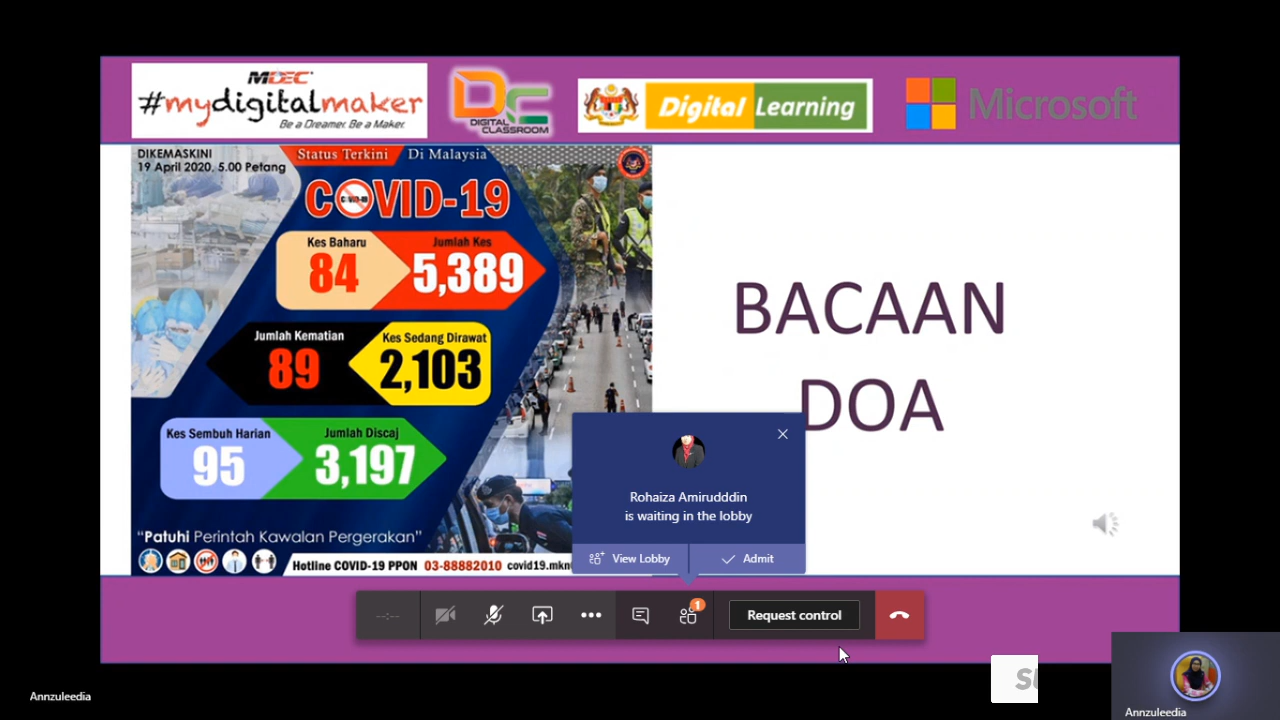 MDEC
#mydigitalmaker
Be a Dreamer. Be a Maker.
DIGITAL
CLASSROOM
Digital Learning
Microsoft
DIKEMASKINI
19 April 2020, 5.00 Petang
Status Terkini Di Malaysia
COVID-19
Kes Baharu
84
Jumlah Kes
5,389
Jumlah Kematian
89
Kes Sedang Dirawat
2,103
Kes Sembuh Harian
95
Jumlah Discaj
3,197
"Patuhi Perintah Kawalan Pergerakan"
Hotline COVID-19 PPON 03-88882010
BACAAN
DOA
Rohaiza Amirudddin
is waiting in the lobby
View Lobby
Admit
--:--
1
Request control
Annzuleedia
Annzuleedia